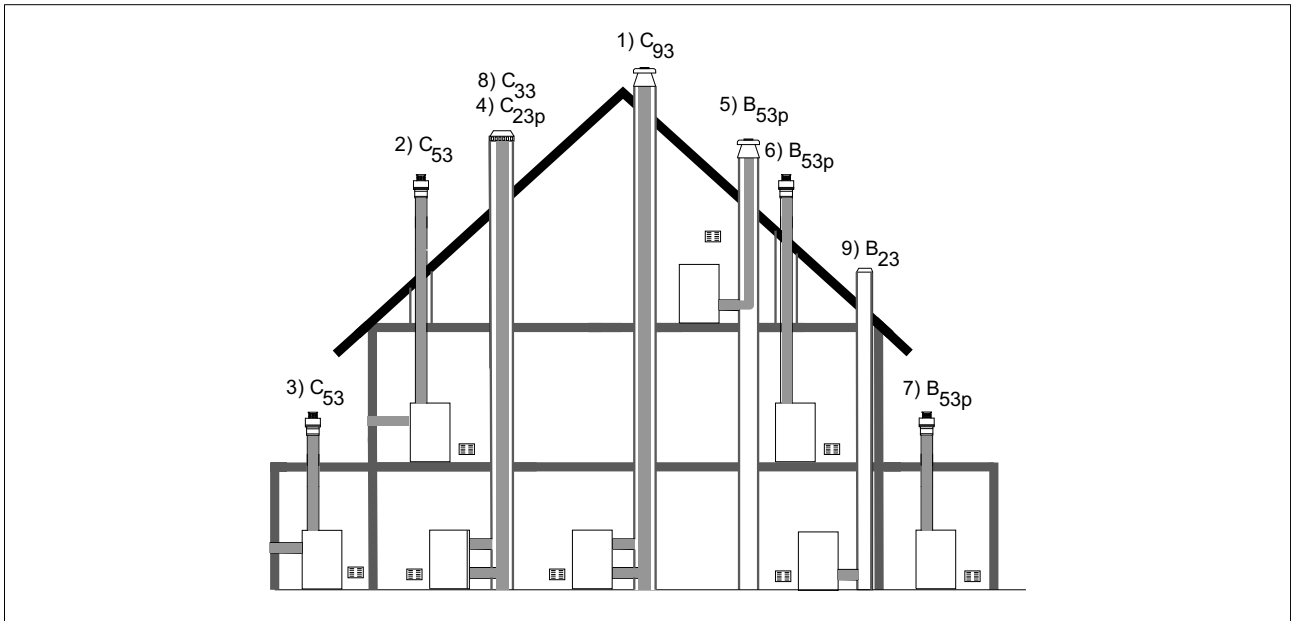 1) C93
8) C33
4) C23p
2) C53
5) B53p
6) B53p
9) B23
3) C53
7) B53p